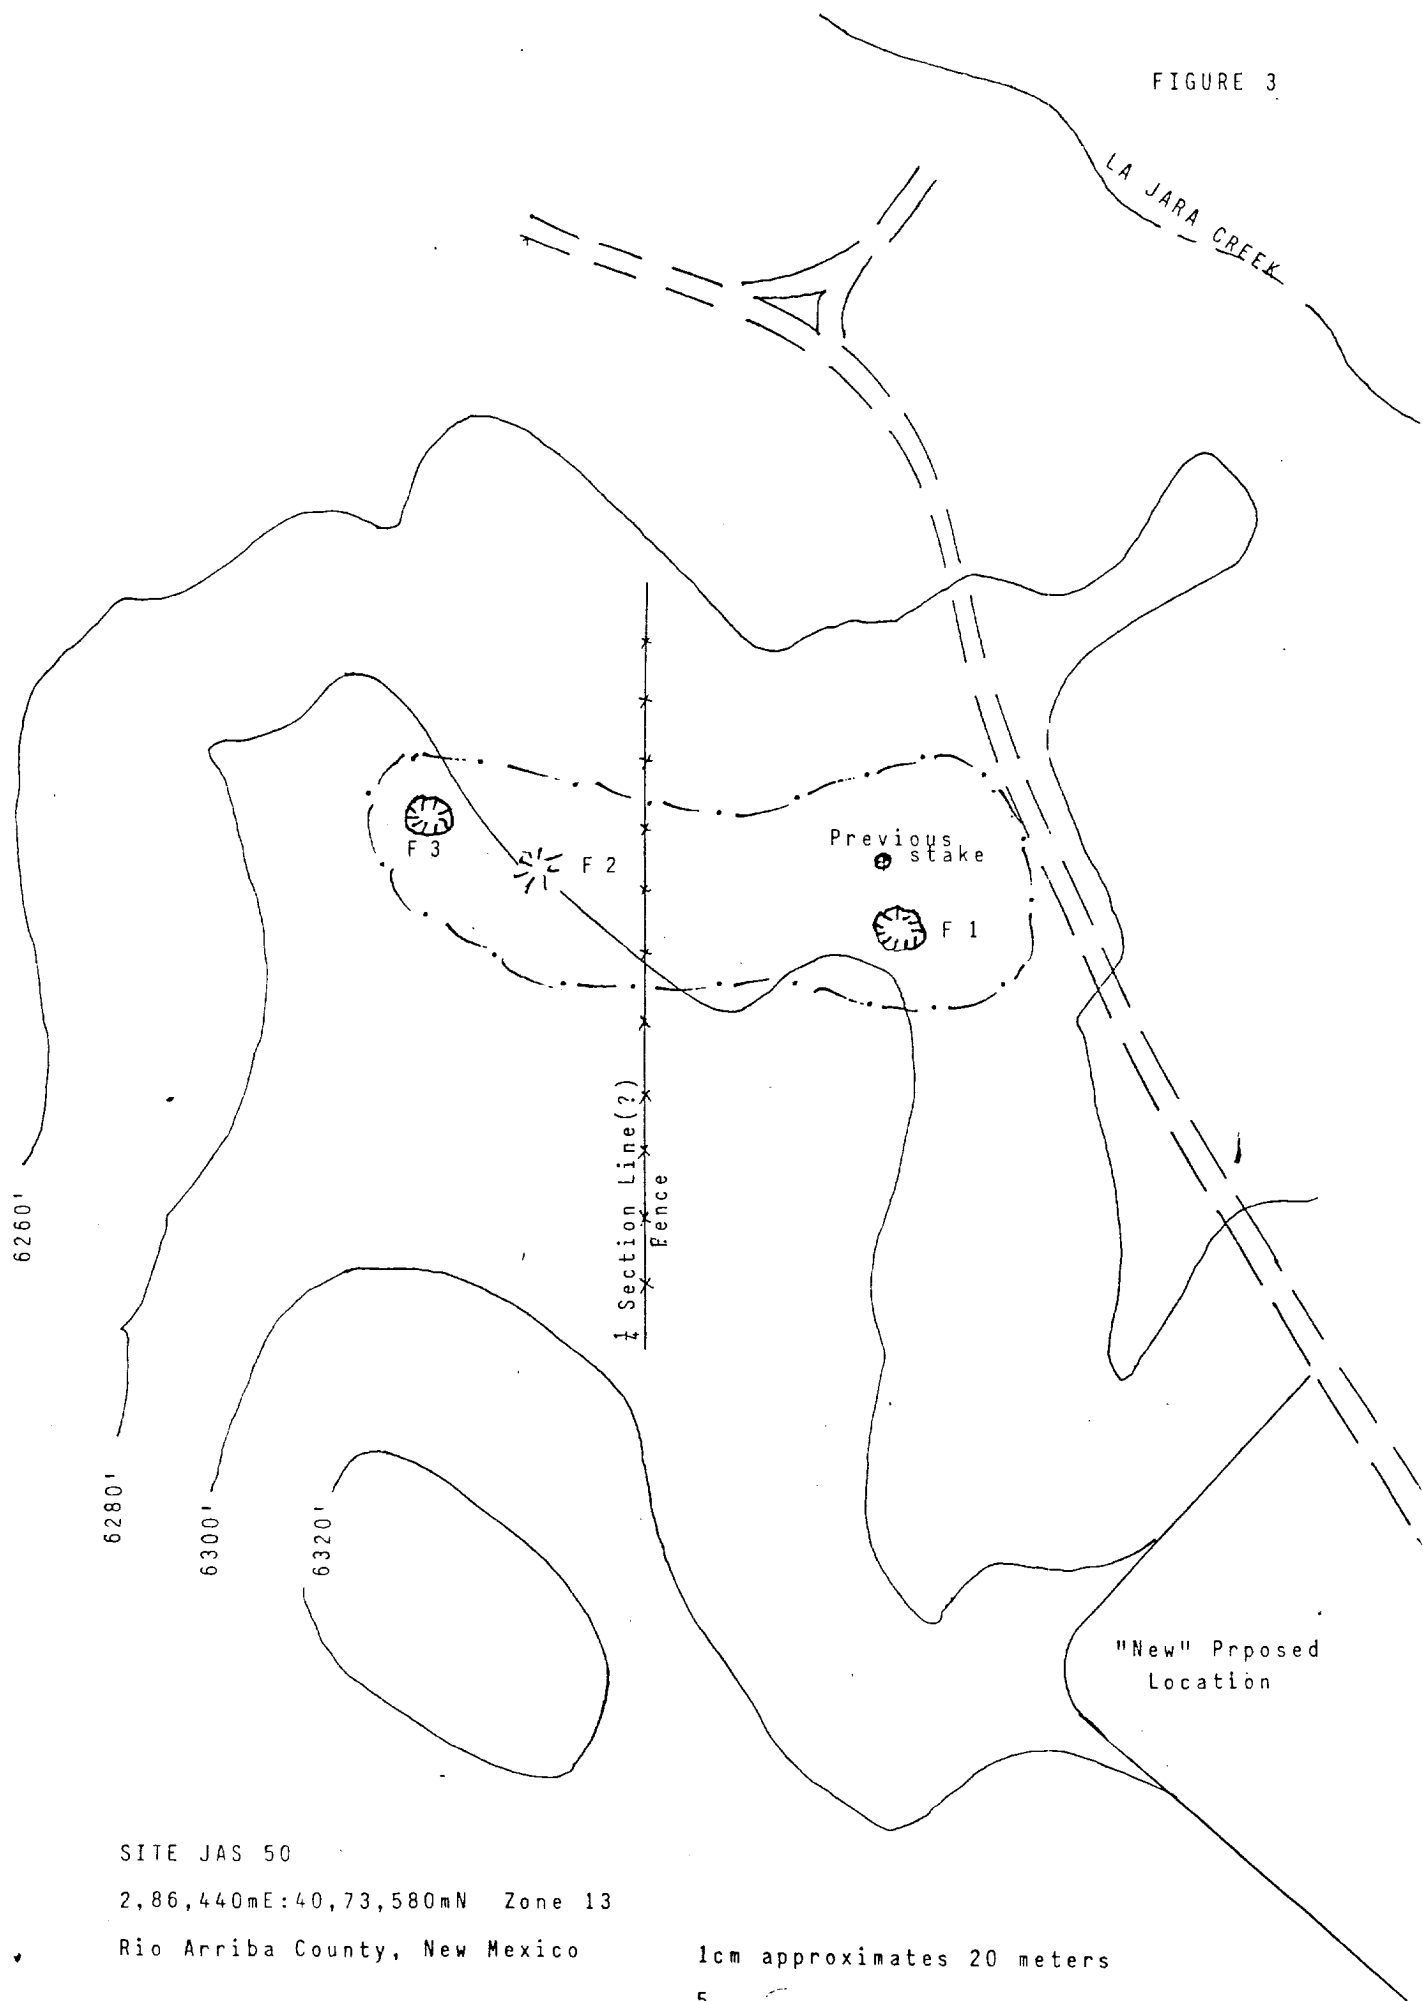 FIGURE 3
LA JARA CREEK
Previous
stake
F 3
F 2
F 1
¼ Section Line(?)
Fence
6260'
6280'
6300'
6320'
"New" Prposed
Location
SITE JAS 50
2,86,440mE:40,73,580mN Zone 13
Rio Arriba County, New Mexico
1cm approximates 20 meters
5